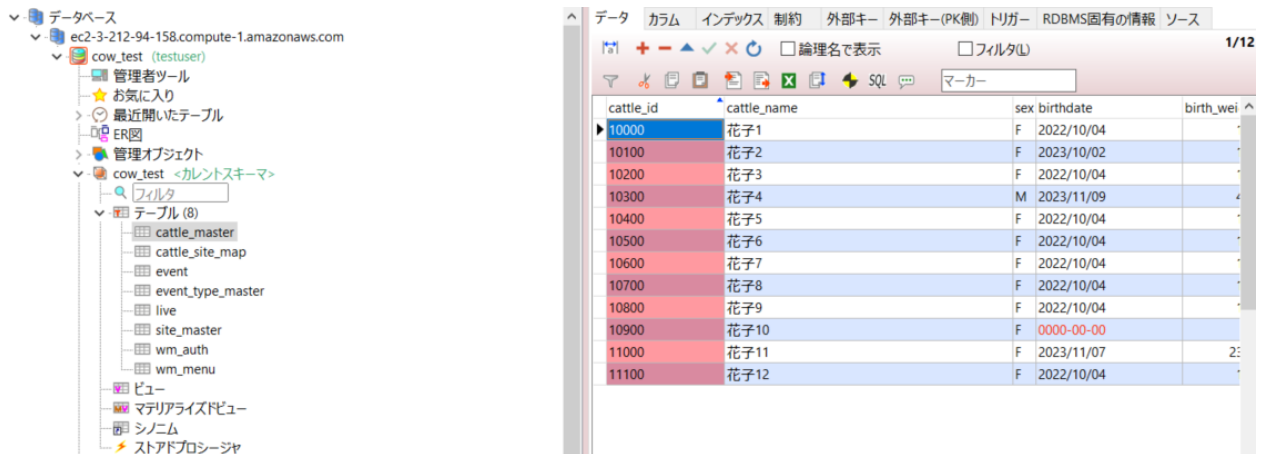 データベース
ec2-3-212-94-158.compute-1.amazonaws.com
cow_test (testuser)
管理者ツール
お気に入り
最近開いたテーブル
ER図
管理オブジェクト
cow_test <カレントスキーマ>
フィルタ
テーブル (8)
cattle_master
cattle_site_map
event
event_type_master
live
site_master
wm_auth
wm_menu
ビュー
マテリアライズドビュー
シノニム
ストアドプロシージャ
データ カラム インデックス 制約 外部キー 外部キー(PK側) トリガー RDBMS固有の情報 ソース
論理名で表示 フィルタ(L) 1/12
SQL マーカー
cattle_id cattle_name sex birthdate birth_wei
10000 花子1 F 2022/10/04
10100 花子2 F 2023/10/02
10200 花子3 F 2022/10/04
10300 花子4 M 2023/11/09
10400 花子5 F 2022/10/04
10500 花子6 F 2022/10/04
10600 花子7 F 2022/10/04
10700 花子8 F 2022/10/04
10800 花子9 F 2022/10/04
10900 花子10 F 0000-00-00
11000 花子11 F 2023/11/07
11100 花子12 F 2022/10/04